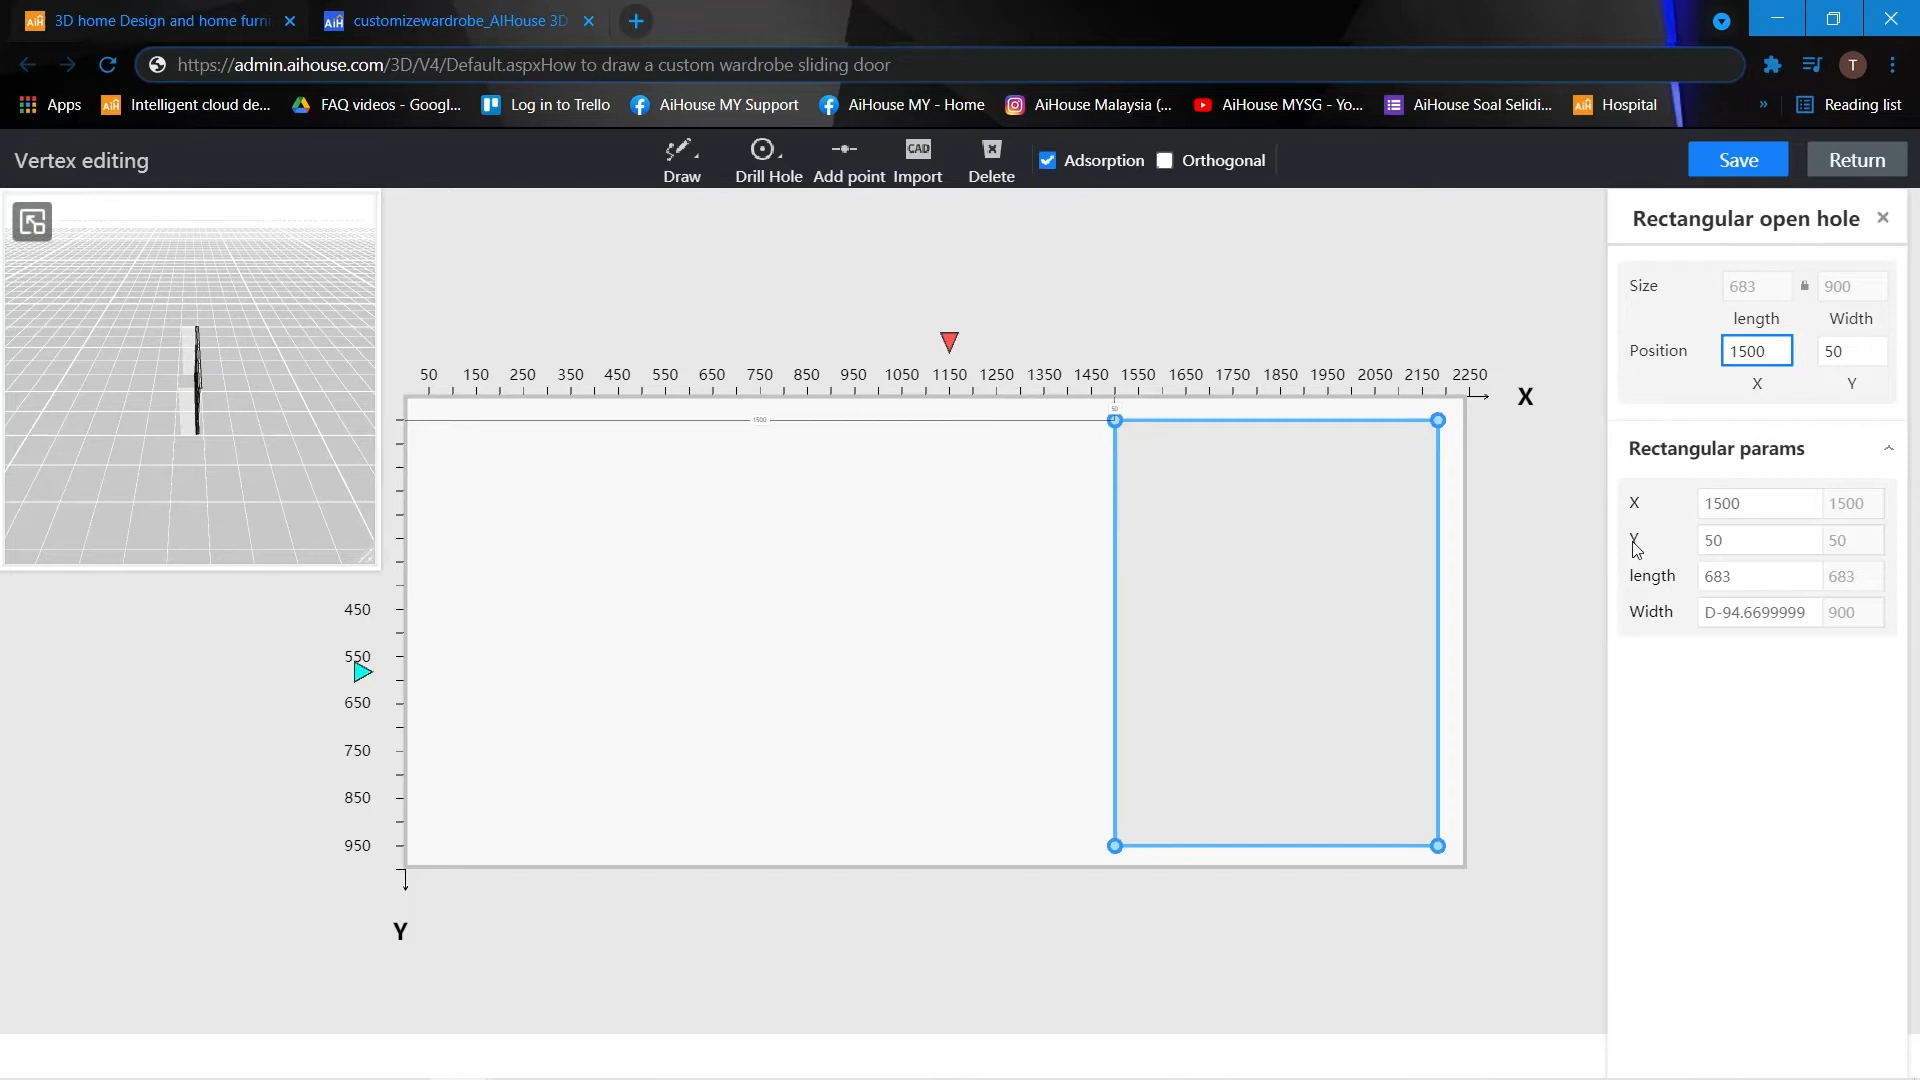 3D home Design and home furni
customizewardrobe_AIHouse 3D
https://admin.aihouse.com/3D/V4/Default.aspxHow to draw a custom wardrobe sliding door
T
Apps
Intelligent cloud de...
FAQ videos - Googl...
Log in to Trello
AiHouse MY Support
AiHouse MY - Home
AiHouse Malaysia (...
AiHouse MYSG - Yo...
AiHouse Soal Selidi...
Hospital
»
Reading list
Vertex editing
Draw
Drill Hole
Add point
CAD
Import
Delete
Adsorption
Orthogonal
Save
Return
Rectangular open hole
Size 683 900
length Width
Position 1500 50
X Y
50 150 250 350 450 550 650 750 850 950 1050 1150 1250 1350 1450 1550 1650 1750 1850 1950 2050 2150 2250
X
50
1500
450
550
650
750
850
950
Y
Rectangular params
X 1500 1500
Y 50 50
length 683 683
Width D-94.6699999 900